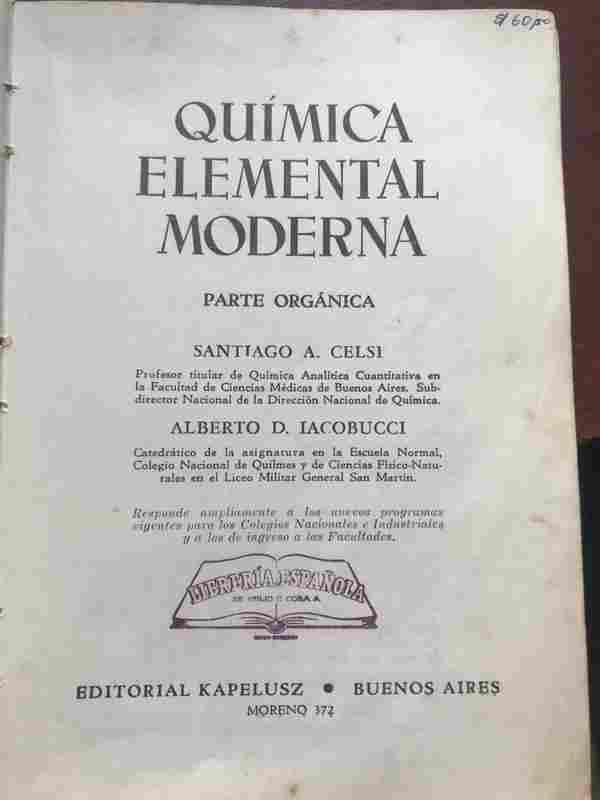 S/ 60,00
QUÍMICA
ELEMENTAL
MODERNA
PARTE ORGÁNICA
SANTIAGO A. CELSI
Profesor titular de Química Analítica Cuantitativa en
la Facultad de Ciencias Médicas de Buenos Aires. Sub-
director Nacional de la Dirección Nacional de Química.
ALBERTO D. IACOBUCCI
Catedrático de la asignatura en la Escuela Normal,
Colegio Nacional de Quilmes y de Ciencias Físico-Natu-
rales en el Liceo Militar General San Martín.
Responde ampliamente a los nuevos programas
vigentes para los Colegios Nacionales e Industriales
y a los de ingreso a las Facultades.
LIBRERÍA ESPAÑOLA
EDITORIAL KAPELUSZ • BUENOS AIRES
MORENO 372